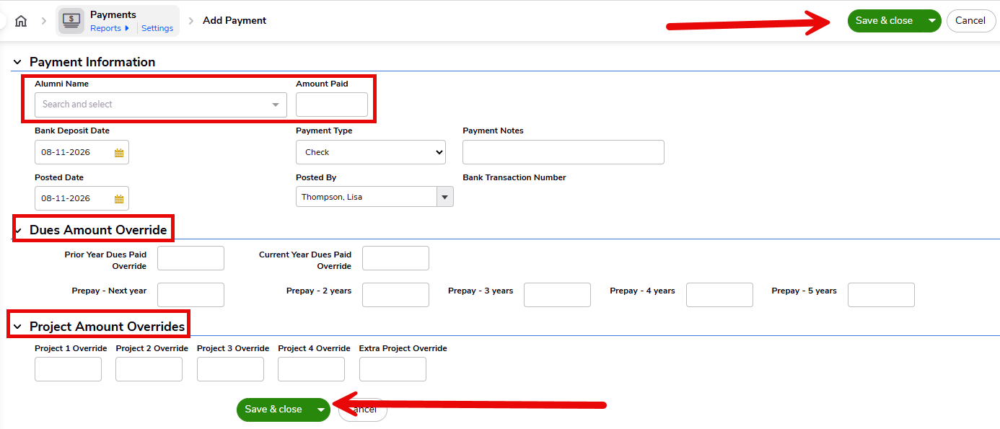 Payments
Reports Settings
Add Payment
Save & close
Cancel
Payment Information
Alumni Name Amount Paid
Search and select
Bank Deposit Date Payment Type Payment Notes
08-11-2026 Check
Posted Date Posted By Bank Transaction Number
08-11-2026 Thompson, Lisa
Dues Amount Override
Prior Year Dues Paid Current Year Dues Paid
Override Override
Prepay - Next year Prepay - 2 years Prepay - 3 years Prepay - 4 years Prepay - 5 years
Project Amount Overrides
Project 1 Override Project 2 Override Project 3 Override Project 4 Override Extra Project Override
Save & close Cancel